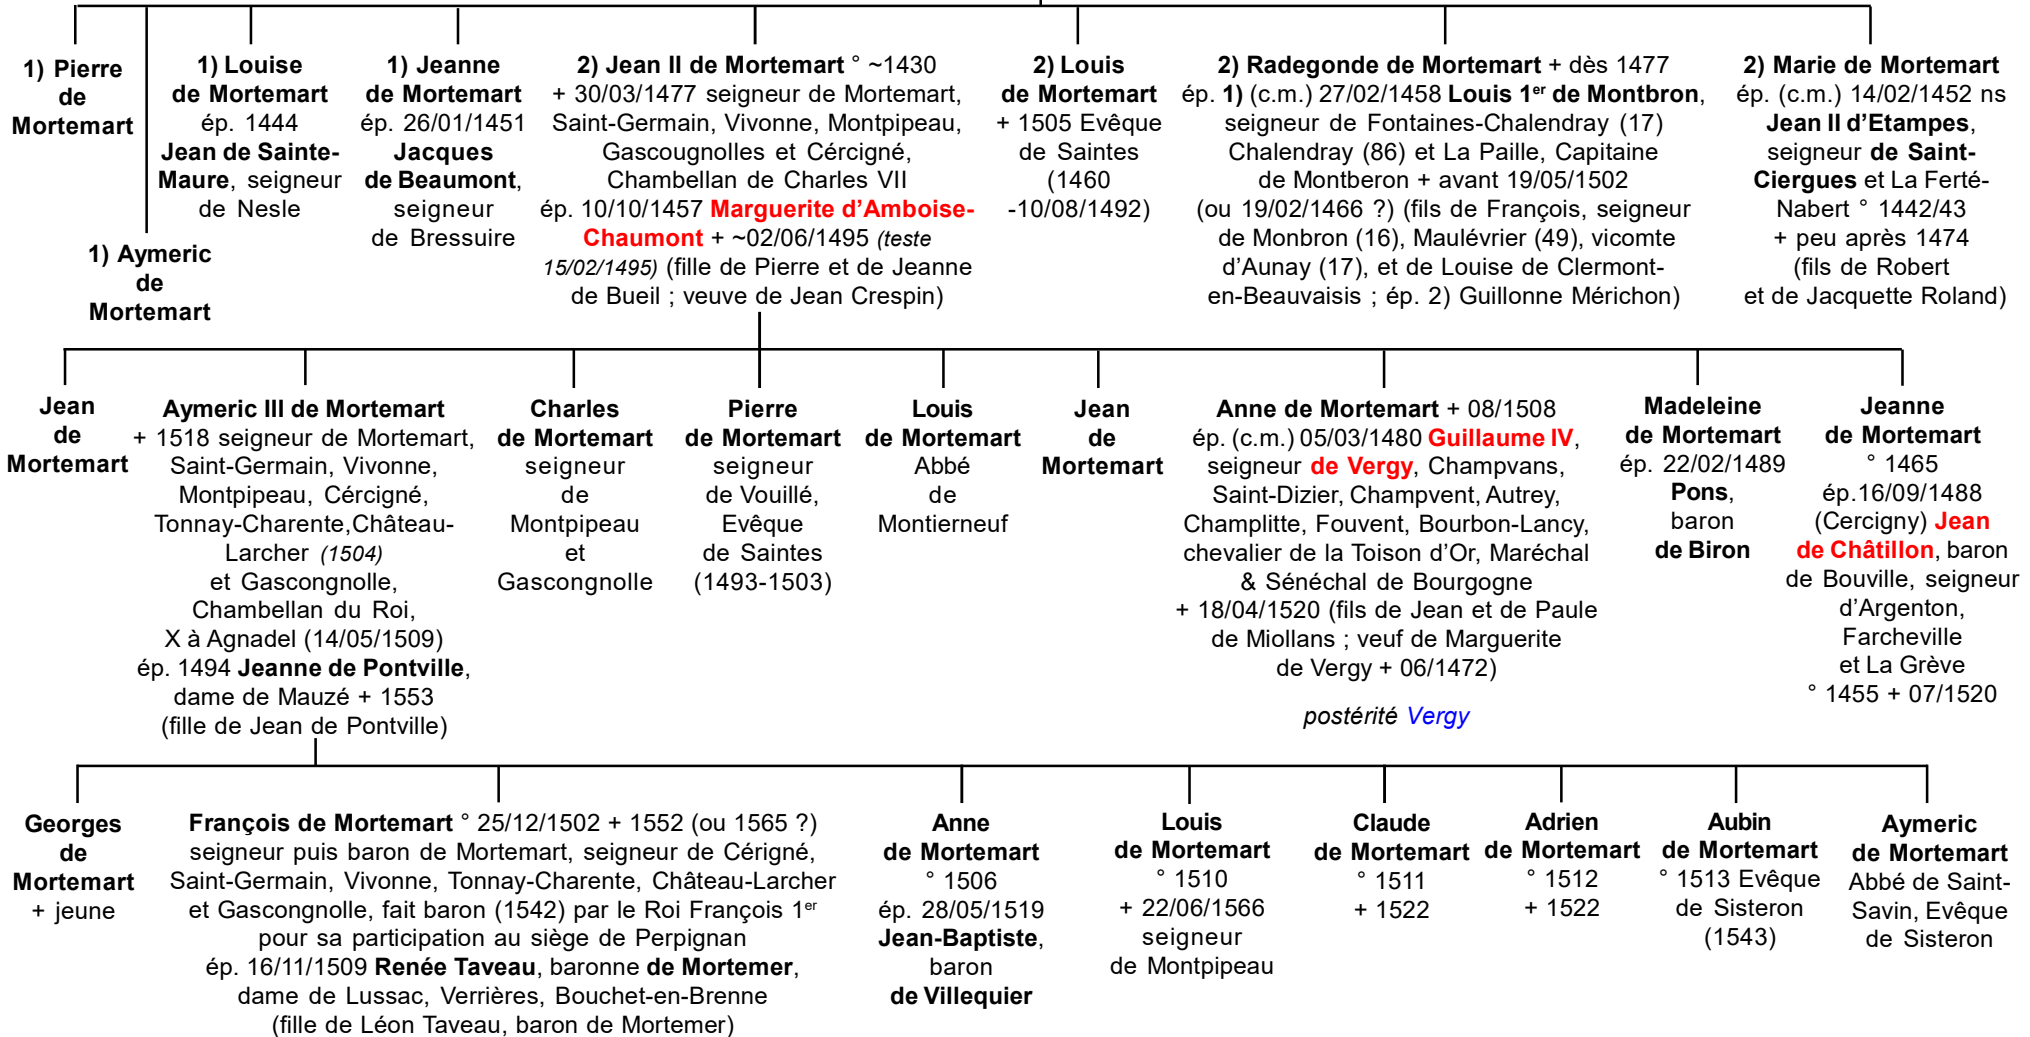 1) Pierre
de
Mortemart
1) Aymeric
de
Mortemart
1) Louise
de Mortemart
ép. 1444
Jean de Sainte-
Maure, seigneur
de Nesle
1) Jeanne
de Mortemart
ép. 26/01/1451
Jacques
de Beaumont,
seigneur
de Bressuire
2) Jean II de Mortemart ° ~1430
+ 30/03/1477 seigneur de Mortemart,
Saint-Germain, Vivonne, Montpipeau,
Gascougnolles et Cércigné,
Chambellan de Charles VII
ép. 10/10/1457 Marguerite d’Amboise-
Chaumont + ~02/06/1495 (teste
15/02/1495) (fille de Pierre et de Jeanne
de Bueil ; veuve de Jean Crespin)
2) Louis
de Mortemart
+ 1505 Evêque
de Saintes
(1460
-10/08/1492)
2) Radegonde de Mortemart + dès 1477
ép. 1) (c.m.) 27/02/1458 Louis 1er de Montbron,
seigneur de Fontaines-Chalendray (17)
Chalendray (86) et La Paille, Capitaine
de Montberon + avant 19/05/1502
(ou 19/02/1466 ?) (fils de François, seigneur
de Monbron (16), Maulévrier (49), vicomte
d’Aunay (17), et de Louise de Clermont-
en-Beauvaisis ; ép. 2) Guillonne Mérichon)
2) Marie de Mortemart
ép. (c.m.) 14/02/1452 ns
Jean II d’Etampes,
seigneur de Saint-
Ciergues et La Ferté-
Nabert ° 1442/43
+ peu après 1474
(fils de Robert
et de Jacquette Roland)
Jean
de
Mortemart
Aymeric III de Mortemart
+ 1518 seigneur de Mortemart,
Saint-Germain, Vivonne,
Montpipeau, Cércigné,
Tonnay-Charente,Château-
Larcher (1504)
et Gascongnolle,
Chambellan du Roi,
X à Agnadel (14/05/1509)
ép. 1494 Jeanne de Pontville,
dame de Mauzé + 1553
(fille de Jean de Pontville)
Charles
de Mortemart
seigneur
de
Montpipeau
et
Gascongnolle
Pierre
de Mortemart
seigneur
de Vouillé,
Evêque
de Saintes
(1493-1503)
Louis
de Mortemart
Abbé
de
Montierneuf
Jean
de
Mortemart
Anne de Mortemart + 08/1508
ép. (c.m.) 05/03/1480 Guillaume IV,
seigneur de Vergy, Champvans,
Saint-Dizier, Champvent, Autrey,
Champlitte, Fouvent, Bourbon-Lancy,
chevalier de la Toison d’Or, Maréchal
& Sénéchal de Bourgogne
+ 18/04/1520 (fils de Jean et de Paule
de Miollans ; veuf de Marguerite
de Vergy + 06/1472)
postérité Vergy
Madeleine
de Mortemart
ép. 22/02/1489
Pons,
baron
de Biron
Jeanne
de Mortemart
° 1465
ép.16/09/1488
(Cercigny) Jean
de Châtillon, baron
de Bouville, seigneur
d’Argenton,
Farcheville
et La Grève
° 1455 + 07/1520
Georges
de
Mortemart
+ jeune
François de Mortemart ° 25/12/1502 + 1552 (ou 1565 ?)
seigneur puis baron de Mortemart, seigneur de Cérigné,
Saint-Germain, Vivonne, Tonnay-Charente, Château-Larcher
et Gascongnolle, fait baron (1542) par le Roi François 1er
pour sa participation au siège de Perpignan
ép. 16/11/1509 Renée Taveau, baronne de Mortemer,
dame de Lussac, Verrières, Bouchet-en-Brenne
(fille de Léon Taveau, baron de Mortemer)
Anne
de Mortemart
° 1506
ép. 28/05/1519
Jean-Baptiste,
baron
de Villequier
Louis
de Mortemart
° 1510
+ 22/06/1566
seigneur
de Montpipeau
Claude
de Mortemart
° 1511
+ 1522
Adrien
de Mortemart
° 1512
+ 1522
Aubin
de Mortemart
° 1513 Evêque
de Sisteron
(1543)
Aymeric
de Mortemart
Abbé de Saint-
Savin, Evêque
de Sisteron